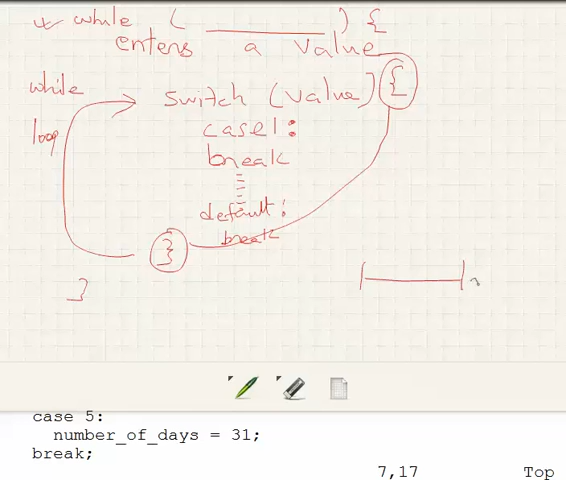 while ( ________ ) {
enters a value
while
switch (value) {
loop
case1:
break
default:
break
}
}
case 5:
number_of_days = 31;
break;
7,17 Top